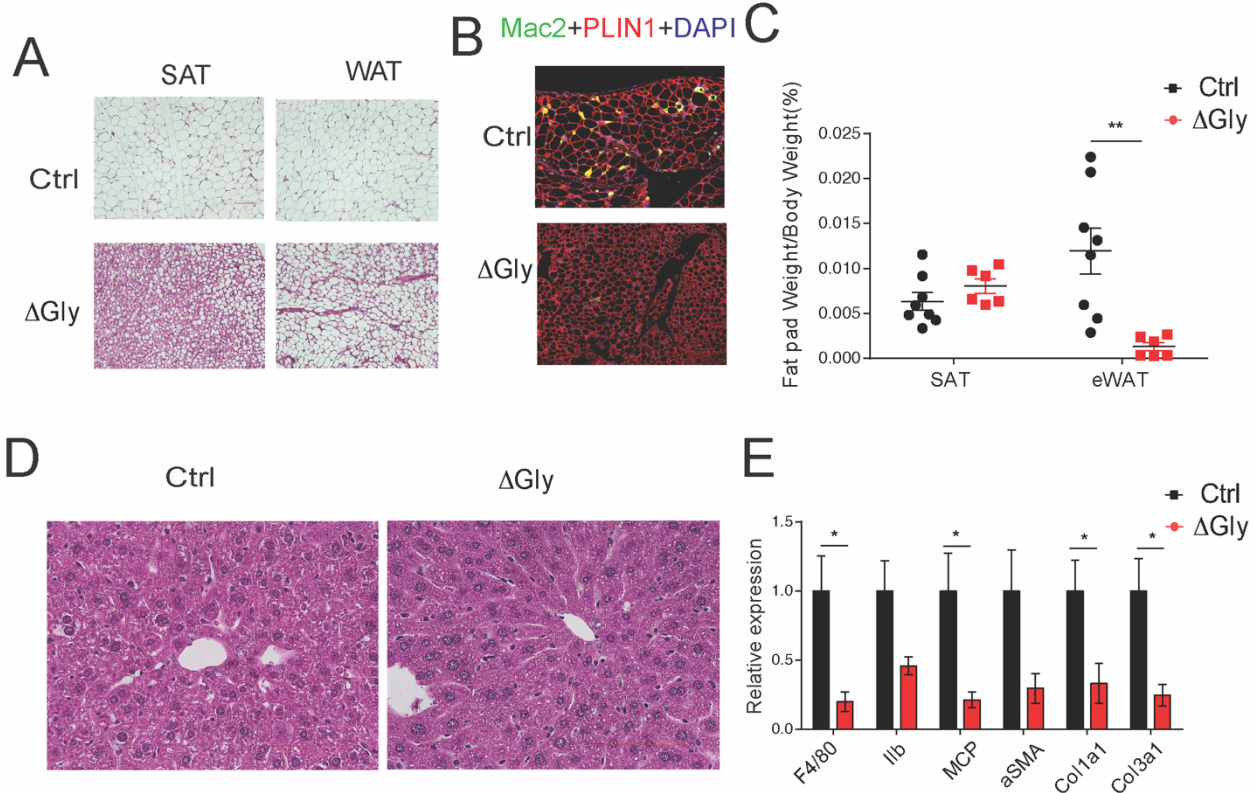 A
SAT
WAT
Ctrl
ΔGly
B
Mac2+PLIN1+DAPI
Ctrl
ΔGly
C
Ctrl
ΔGly
Fat pad Weight/Body Weight(%)
0.025
0.020
0.015
0.010
0.005
0.000
**
SAT
eWAT
D
Ctrl
ΔGly
E
Ctrl
ΔGly
Relative expression
1.5
1.0
0.5
0.0
*
*
*
*
F4/80
IIb
MCP
aSMA
Col1a1
Col3a1